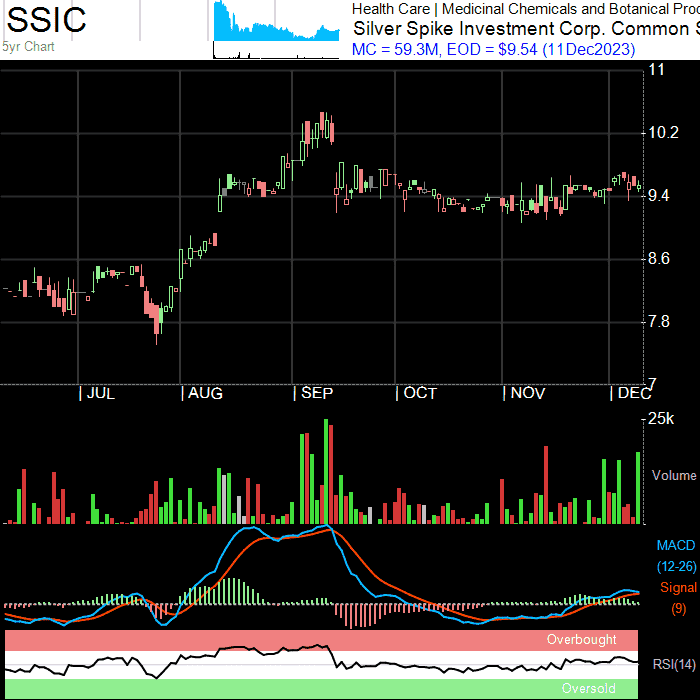 SSIC
5yr Chart
Health Care | Medicinal Chemicals and Botanical Proc
Silver Spike Investment Corp. Common S
MC = 59.3M, EOD = $9.54 (11Dec2023)
11
10.2
9.4
8.6
7.8
7
JUL AUG SEP OCT NOV DEC
25k
Volume
MACD
(12-26)
Signal
(9)
Overbought
RSI(14)
Oversold